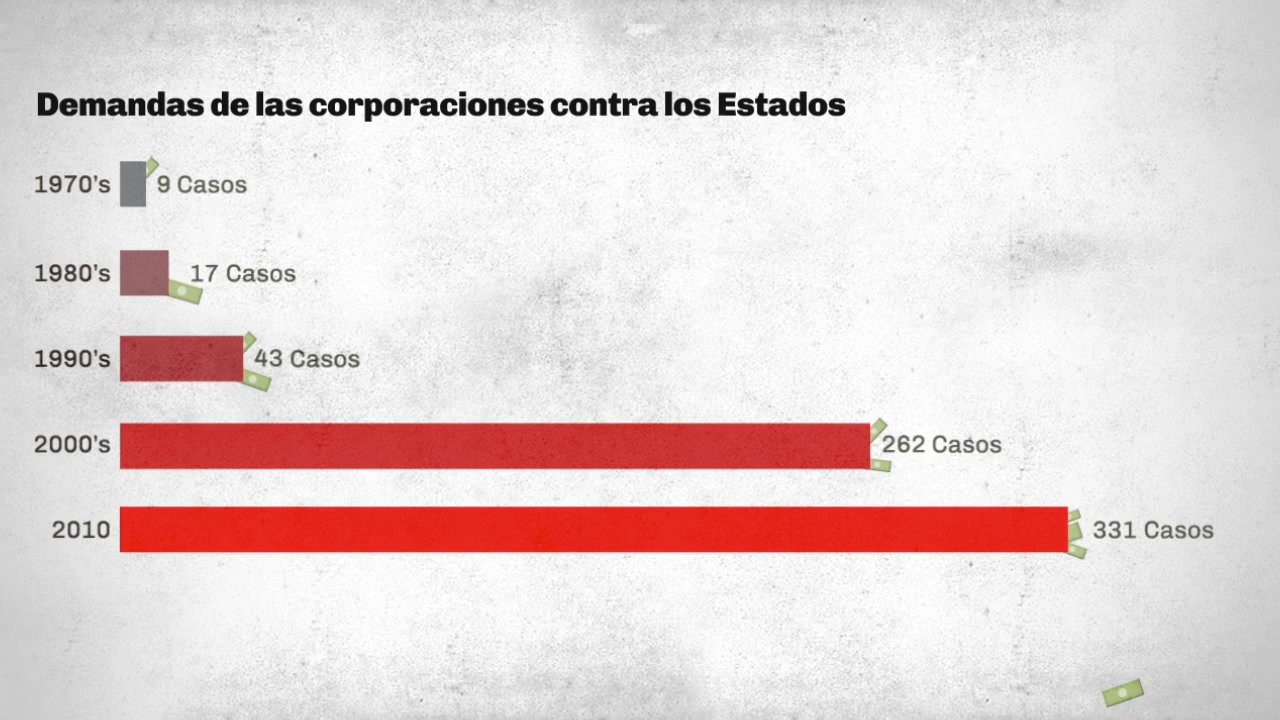 Demandas de las corporaciones contra los Estados
1970's 9 Casos
1980's 17 Casos
1990's 43 Casos
2000's 262 Casos
2010 331 Casos